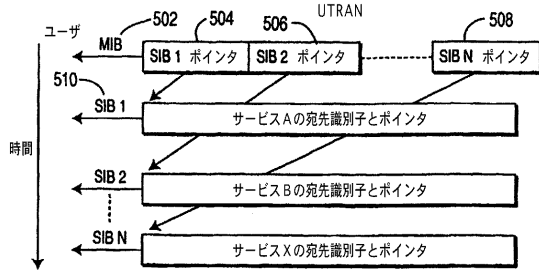 502
504
UTRAN
506
508
ユーザ
MIB
SIB 1 ポインタ
SIB 2 ポインタ
SIB N ポインタ
510
SIB 1
サービスAの宛先識別子とポインタ
時間
SIB 2
サービスBの宛先識別子とポインタ
SIB N
サービスXの宛先識別子とポインタ